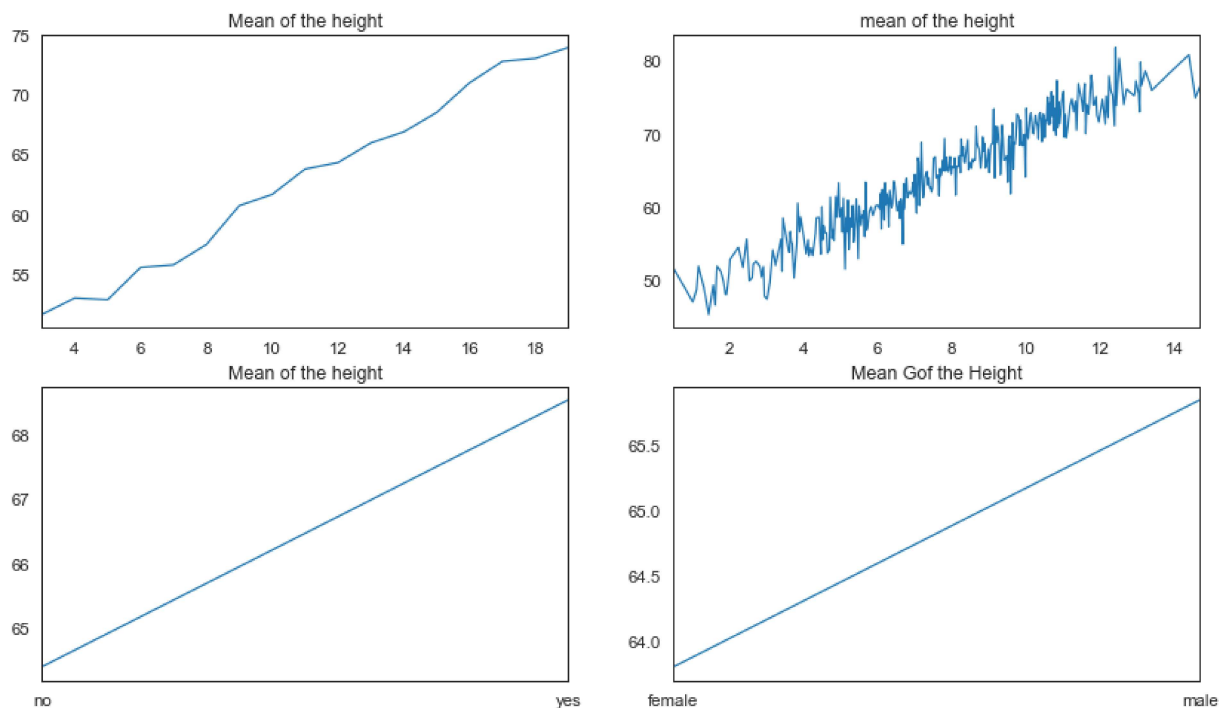 Mean of the height
75
70
65
60
55
4 6 8 10 12 14 16 18
mean of the height
80
70
60
50
2 4 6 8 10 12 14
Mean of the height
68
67
66
65
no yes
Mean Gof the Height
65.5
65.0
64.5
64.0
female male